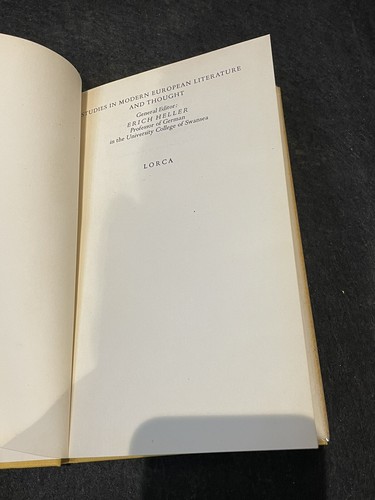 STUDIES IN MODERN EUROPEAN LITERATURE
AND THOUGHT
General Editor:
ERICH HELLER
Professor of German
in the University College of Swansea
LORCA